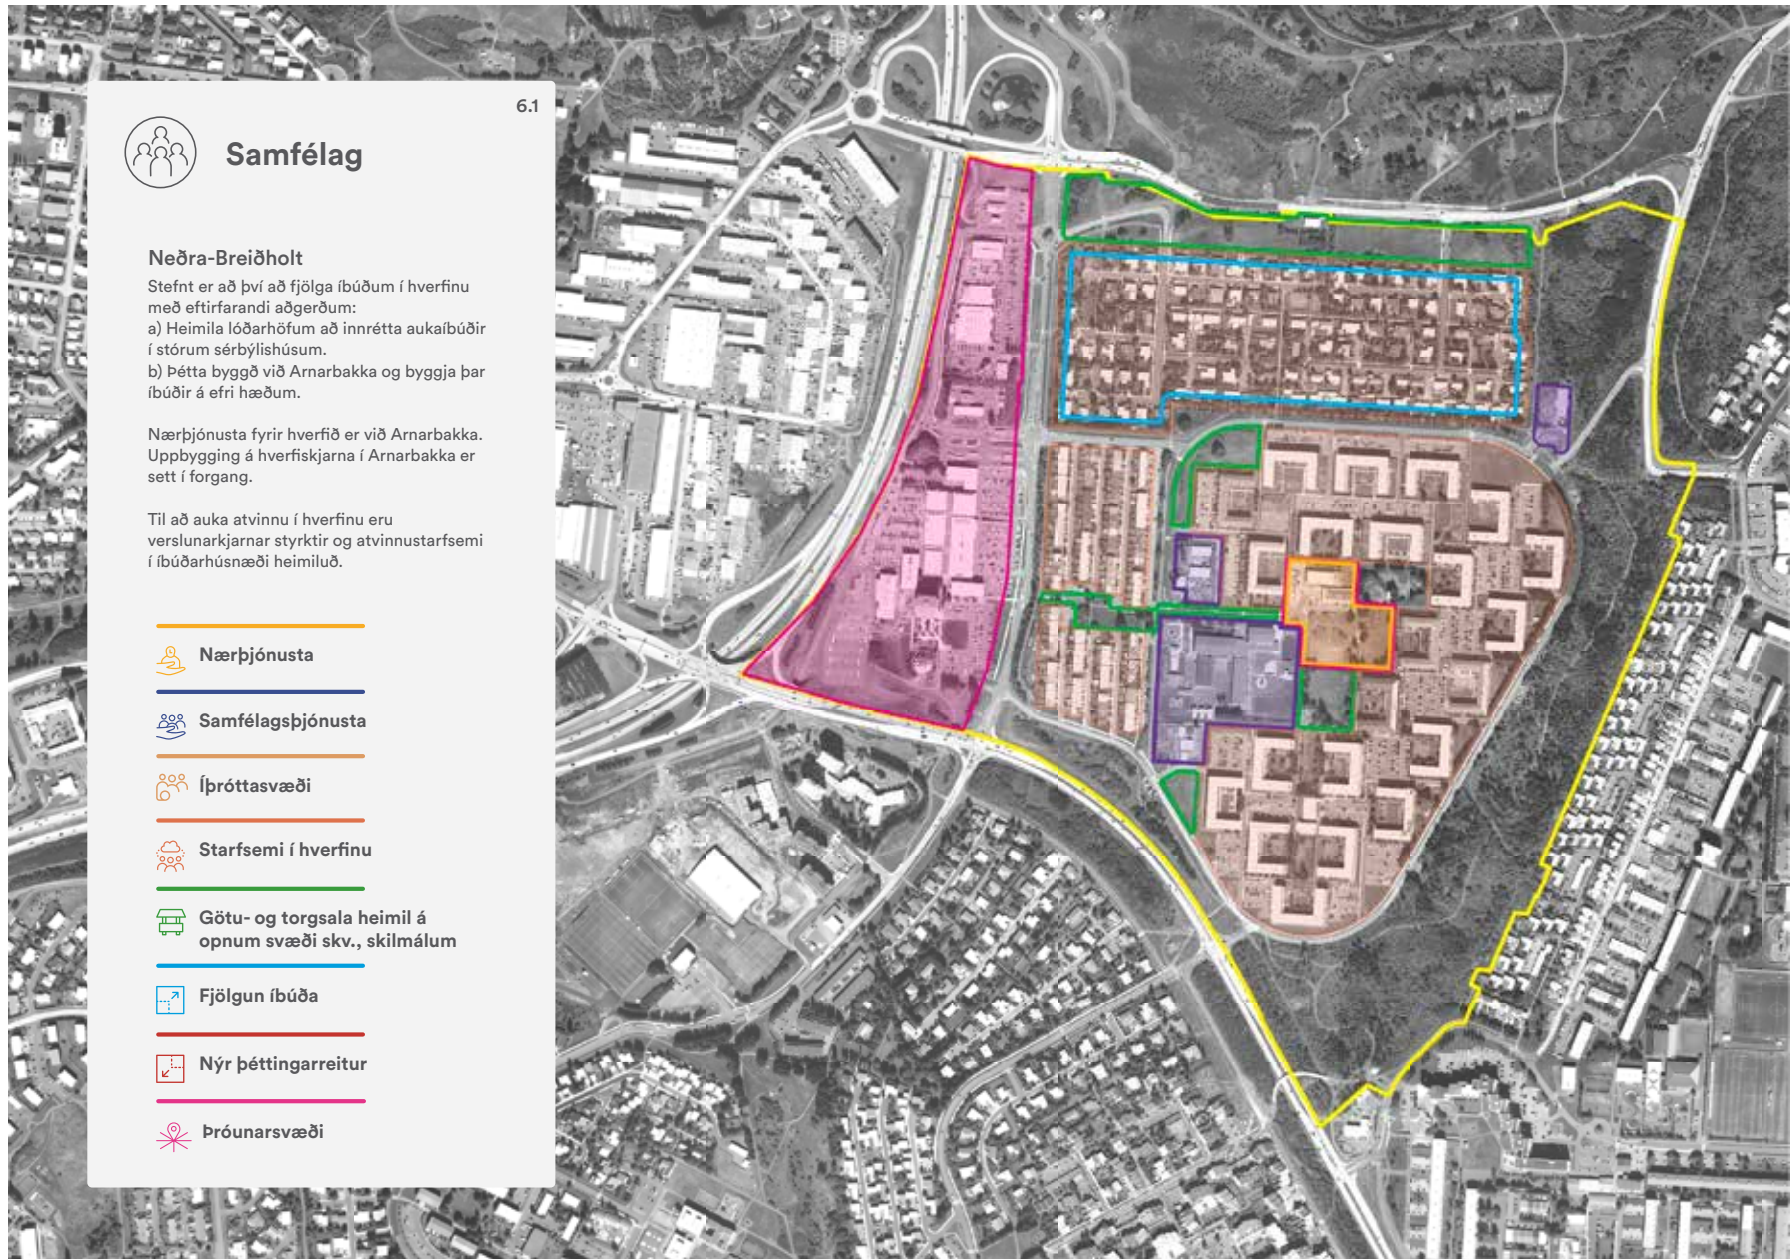 6.1
Samfélag
Neðra-Breiðholt
Stefnt er að því að fjölga íbúðum í hverfinu
með eftirfarandi aðgerðum:
a) Heimila lóðarhöfum að innrétta aukaíbúðir
í stórum sérbýlishúsum.
b) Þétta byggð við Arnarbakka og byggja þar
íbúðir á efri hæðum.
Nærþjónusta fyrir hverfið er við Arnarbakka.
Uppbygging á hverfiskjarna í Arnarbakka er
sett í forgang.
Til að auka atvinnu í hverfinu eru
verslunarkjarnar styrktir og atvinnustarfsemi
í íbúðarhúsnæði heimiluð.
Nærþjónusta
Samfélagsþjónusta
Íþróttasvæði
Starfsemi í hverfinu
Götu- og torgsala heimil á
opnum svæði skv., skilmálum
Fjölgun íbúða
Nýr þéttingarreitur
Þróunarsvæði